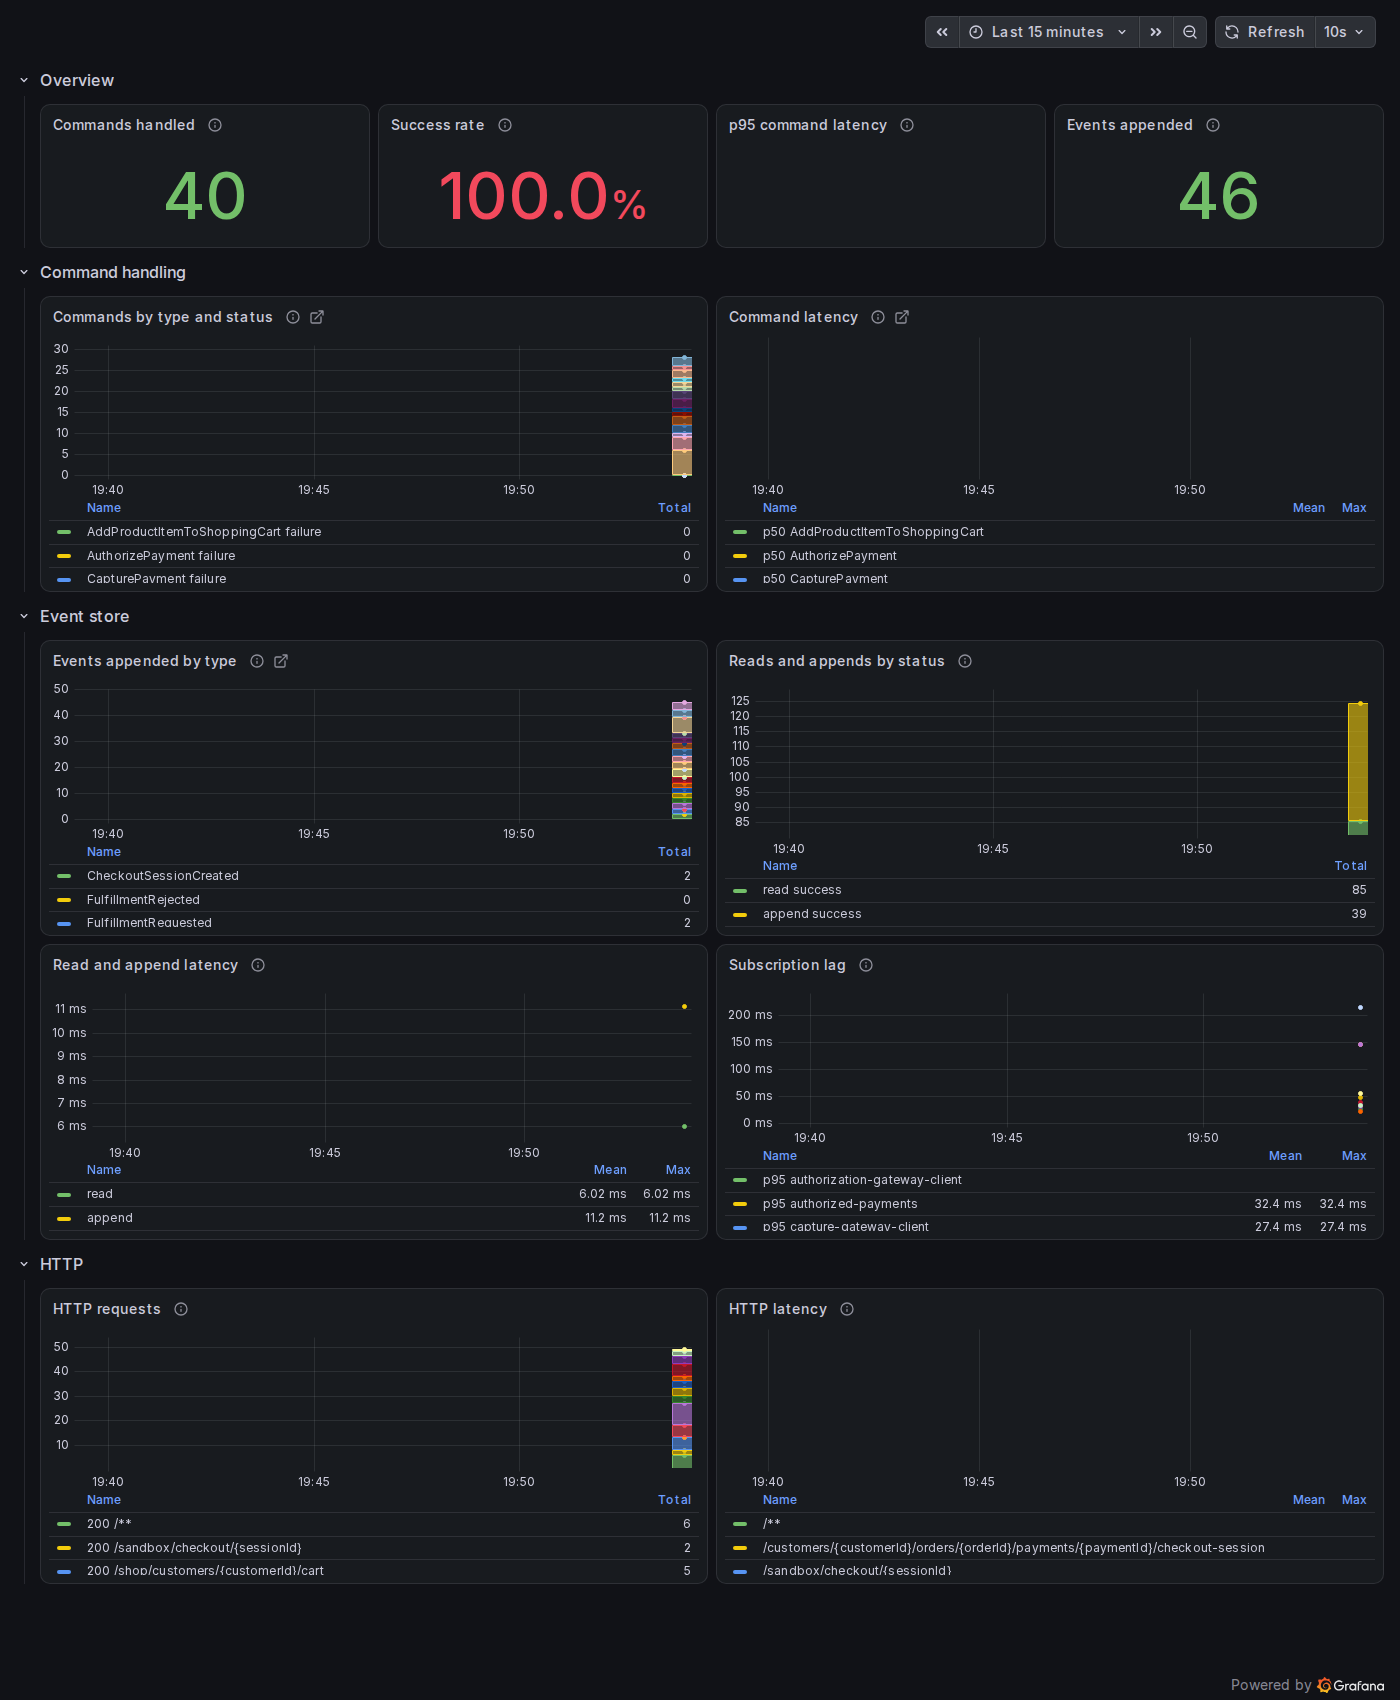 Last 15 minutes
Refresh
10s
Overview
Commands handled
Success rate
p95 command latency
Events appended
40
100.0%
46
Command handling
Commands by type and status
30
25
20
15
10
5
0
19:40 19:45 19:50
Name Total
AddProductItemToShoppingCart failure 0
AuthorizePayment failure 0
CapturePayment failure 0
Command latency
19:40 19:45 19:50
Name Mean Max
p50 AddProductItemToShoppingCart
p50 AuthorizePayment
p50 CapturePayment
Event store
Events appended by type
50
40
30
20
10
0
19:40 19:45 19:50
Name Total
CheckoutSessionCreated 2
FulfillmentRejected 0
FulfillmentRequested 2
Reads and appends by status
125
120
115
110
105
100
95
90
85
19:40 19:45 19:50
Name Total
read success 85
append success 39
Read and append latency
11 ms
10 ms
9 ms
8 ms
7 ms
6 ms
19:40 19:45 19:50
Name Mean Max
read 6.02 ms 6.02 ms
append 11.2 ms 11.2 ms
Subscription lag
200 ms
150 ms
100 ms
50 ms
0 ms
19:40 19:45 19:50
Name Mean Max
p95 authorization-gateway-client
p95 authorized-payments 32.4 ms 32.4 ms
p95 capture-gateway-client 27.4 ms 27.4 ms
HTTP
HTTP requests
50
40
30
20
10
19:40 19:45 19:50
Name Total
200 /** 6
200 /sandbox/checkout/{sessionId} 2
200 /shop/customers/{customerId}/cart 5
HTTP latency
19:40 19:45 19:50
Name Mean Max
/**
/customers/{customerId}/orders/{orderId}/payments/{paymentId}/checkout-session
/sandbox/checkout/{sessionId}
Powered by Grafana